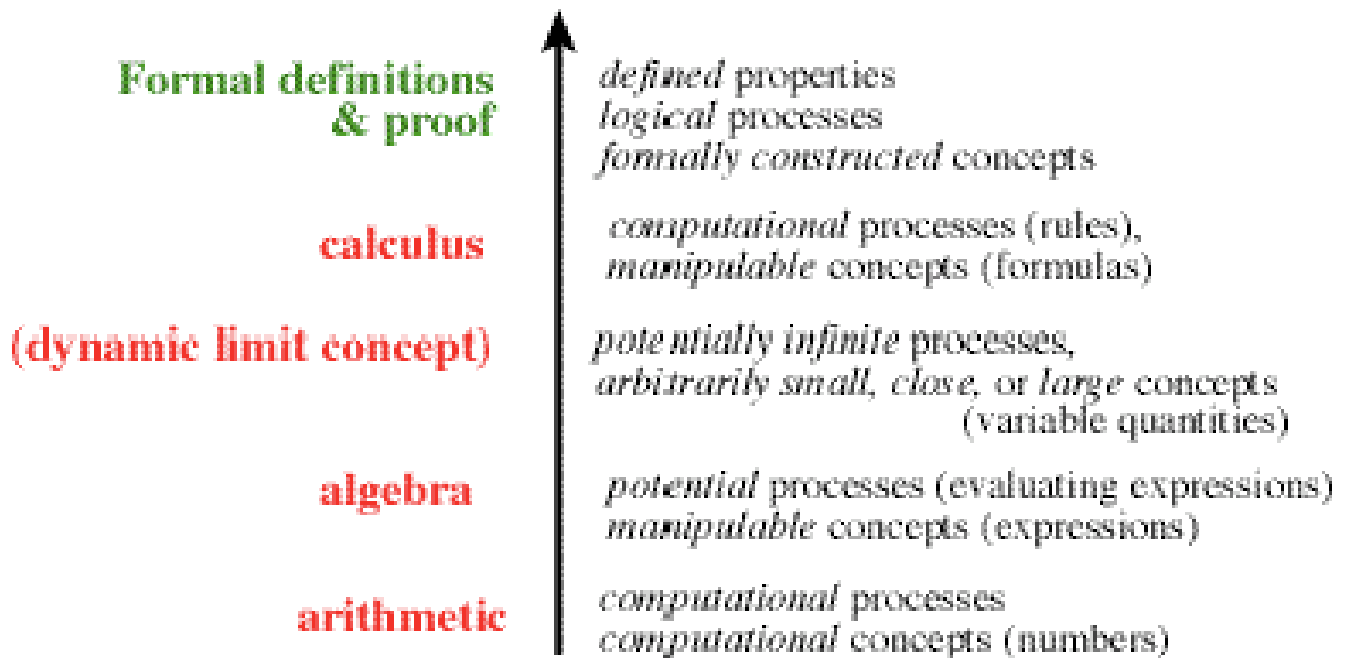 Formal definitions
& proof
defined properties
logical processes
formally constructed concepts
calculus
computational processes (rules),
manipulable concepts (formulas)
(dynamic limit concept)
potentially infinite processes,
arbitrarily small, close, or large concepts
(variable quantities)
algebra
potential processes (evaluating expressions)
manipulable concepts (expressions)
arithmetic
computational processes
computational concepts (numbers)